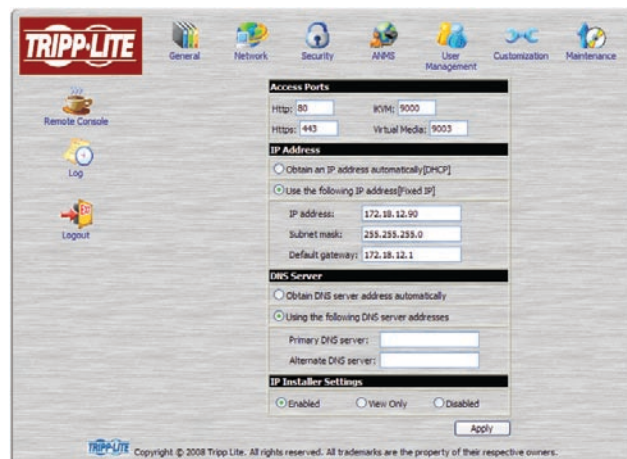 TRIPP·LITE
General Network Security ANMS User Management Customization Maintenance
Remote Console
Log
Logout
Access Ports
Http: 80 iKVM: 9000
Https: 443 Virtual Media: 9003
IP Address
Obtain an IP address automatically[DHCP]
Use the following IP address[Fixed IP]
IP address: 172.18.12.90
Subnet mask: 255.255.255.0
Default gateway: 172.18.12.1
DNS Server
Obtain DNS server address automatically
Using the following DNS server addresses
Primary DNS server:
Alternate DNS server:
IP Installer Settings
Enabled View Only Disabled
Apply
TRIPP·LITE Copyright © 2008 Tripp Lite. All rights reserved. All trademarks are the property of their respective owners.